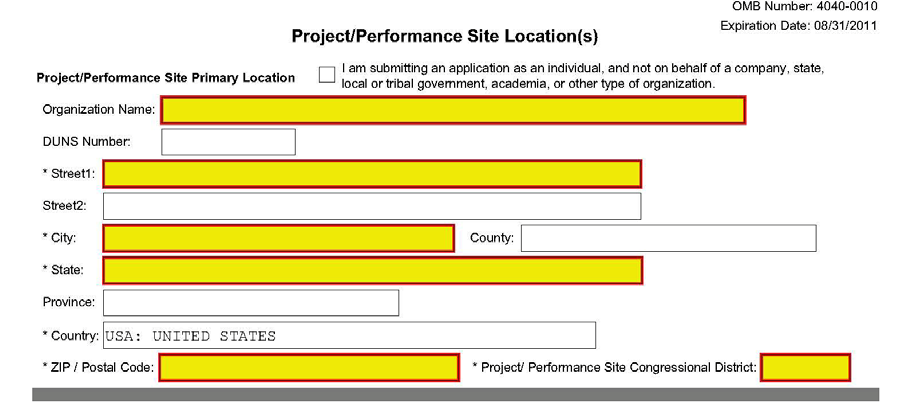 OMB Number: 4040-0010
Expiration Date: 08/31/2011
Project/Performance Site Location(s)
Project/Performance Site Primary Location
I am submitting an application as an individual, and not on behalf of a company, state,
local or tribal government, academia, or other type of organization.
Organization Name:
DUNS Number:
* Street1:
Street2:
* City: County:
* State:
Province:
* Country: USA: UNITED STATES
* ZIP / Postal Code: * Project/ Performance Site Congressional District: